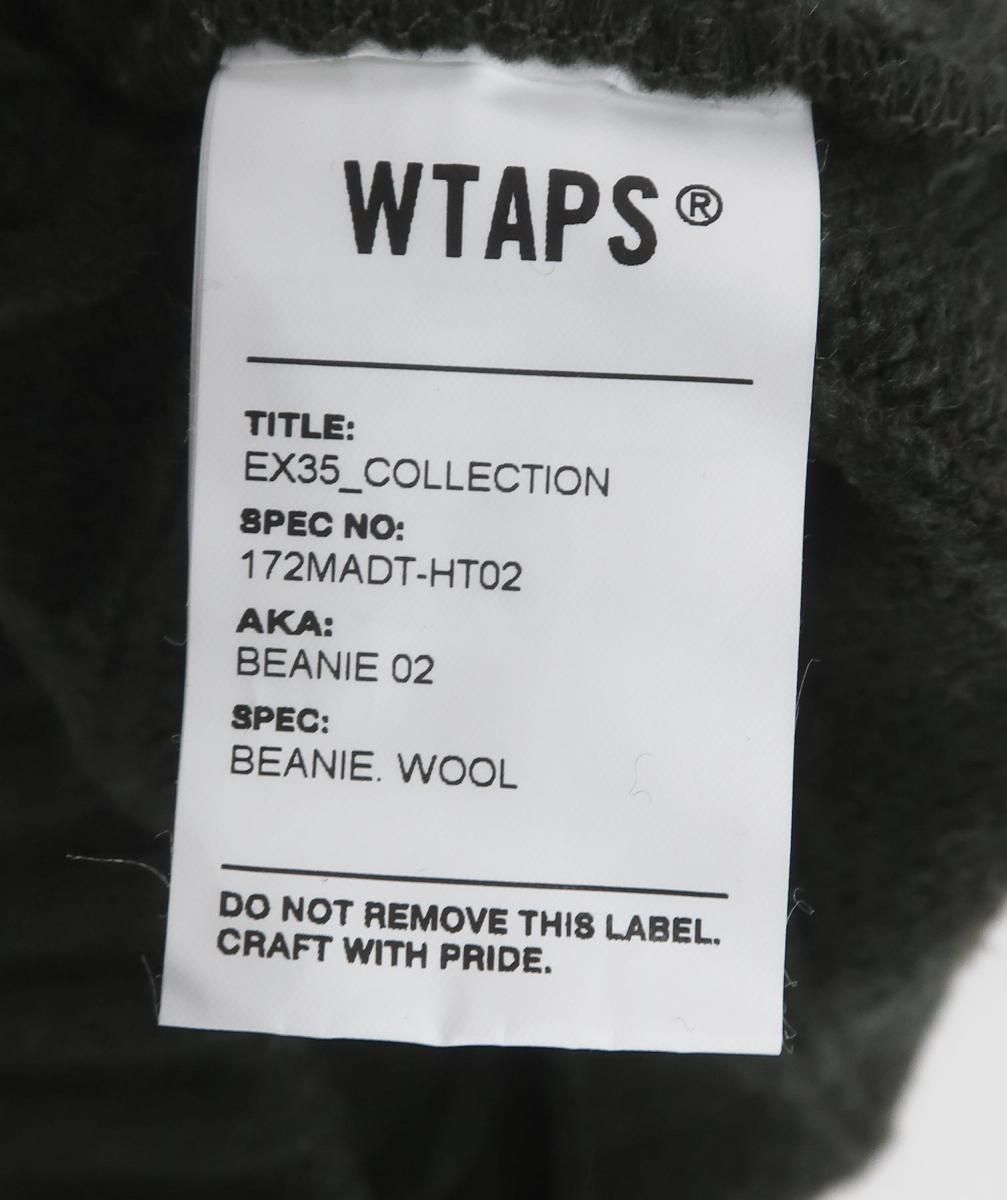 WTAPS®
TITLE:
EX35_COLLECTION
SPEC NO:
172MADT-HT02
AKA:
BEANIE 02
SPEC:
BEANIE. WOOL
DO NOT REMOVE THIS LABEL.
CRAFT WITH PRIDE.